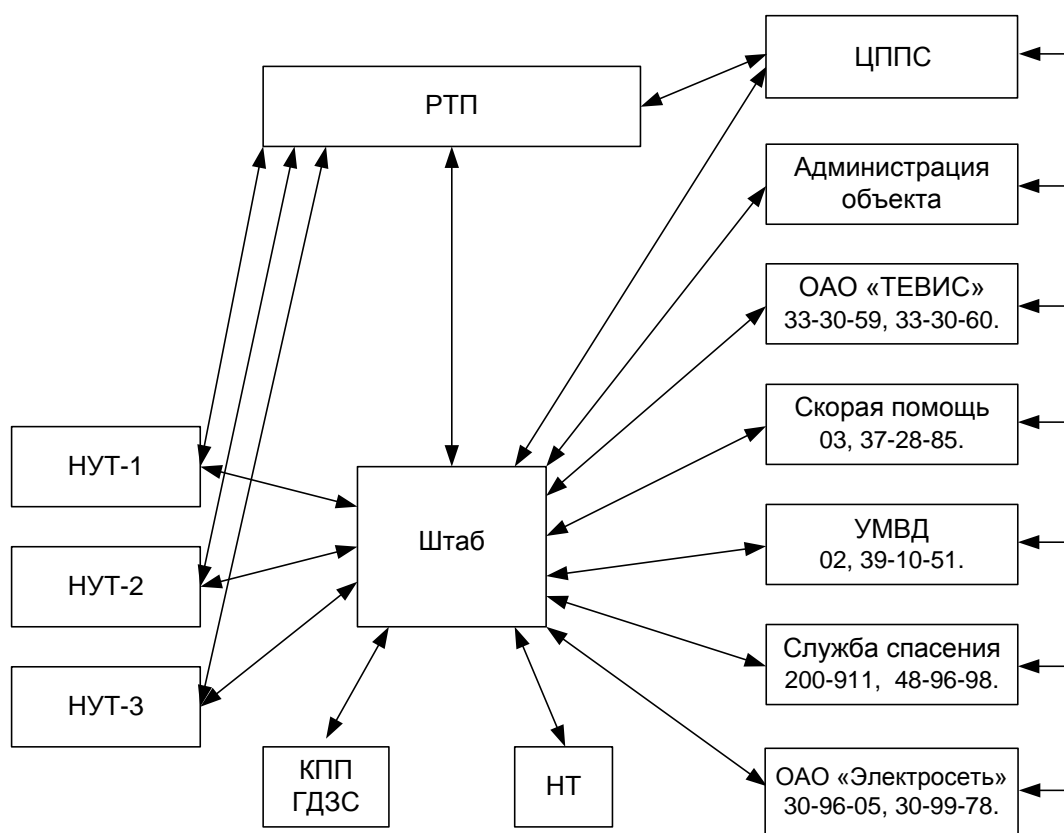 ЦППС
РТП
Администрация
объекта
ОАО «ТЕВИС»
33-30-59, 33-30-60.
Скорая помощь
03, 37-28-85.
НУТ-1
Штаб
УМВД
02, 39-10-51.
НУТ-2
Служба спасения
200-911, 48-96-98.
НУТ-3
КПП
ГДЗС
НТ
ОАО «Электросеть»
30-96-05, 30-99-78.